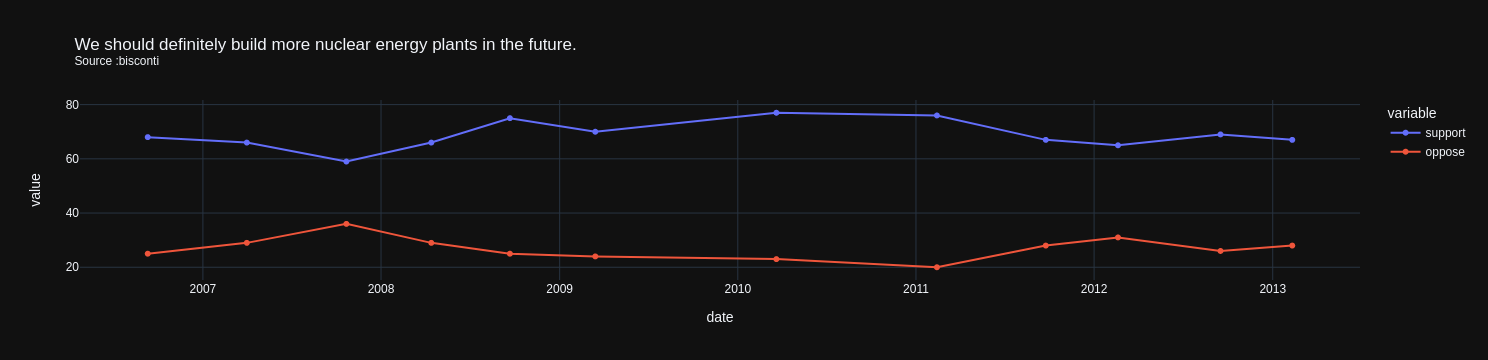 We should definitely build more nuclear energy plants in the future.
Source :bisconti
80
60
40
20
value
2007 2008 2009 2010 2011 2012 2013
date
variable
support
oppose